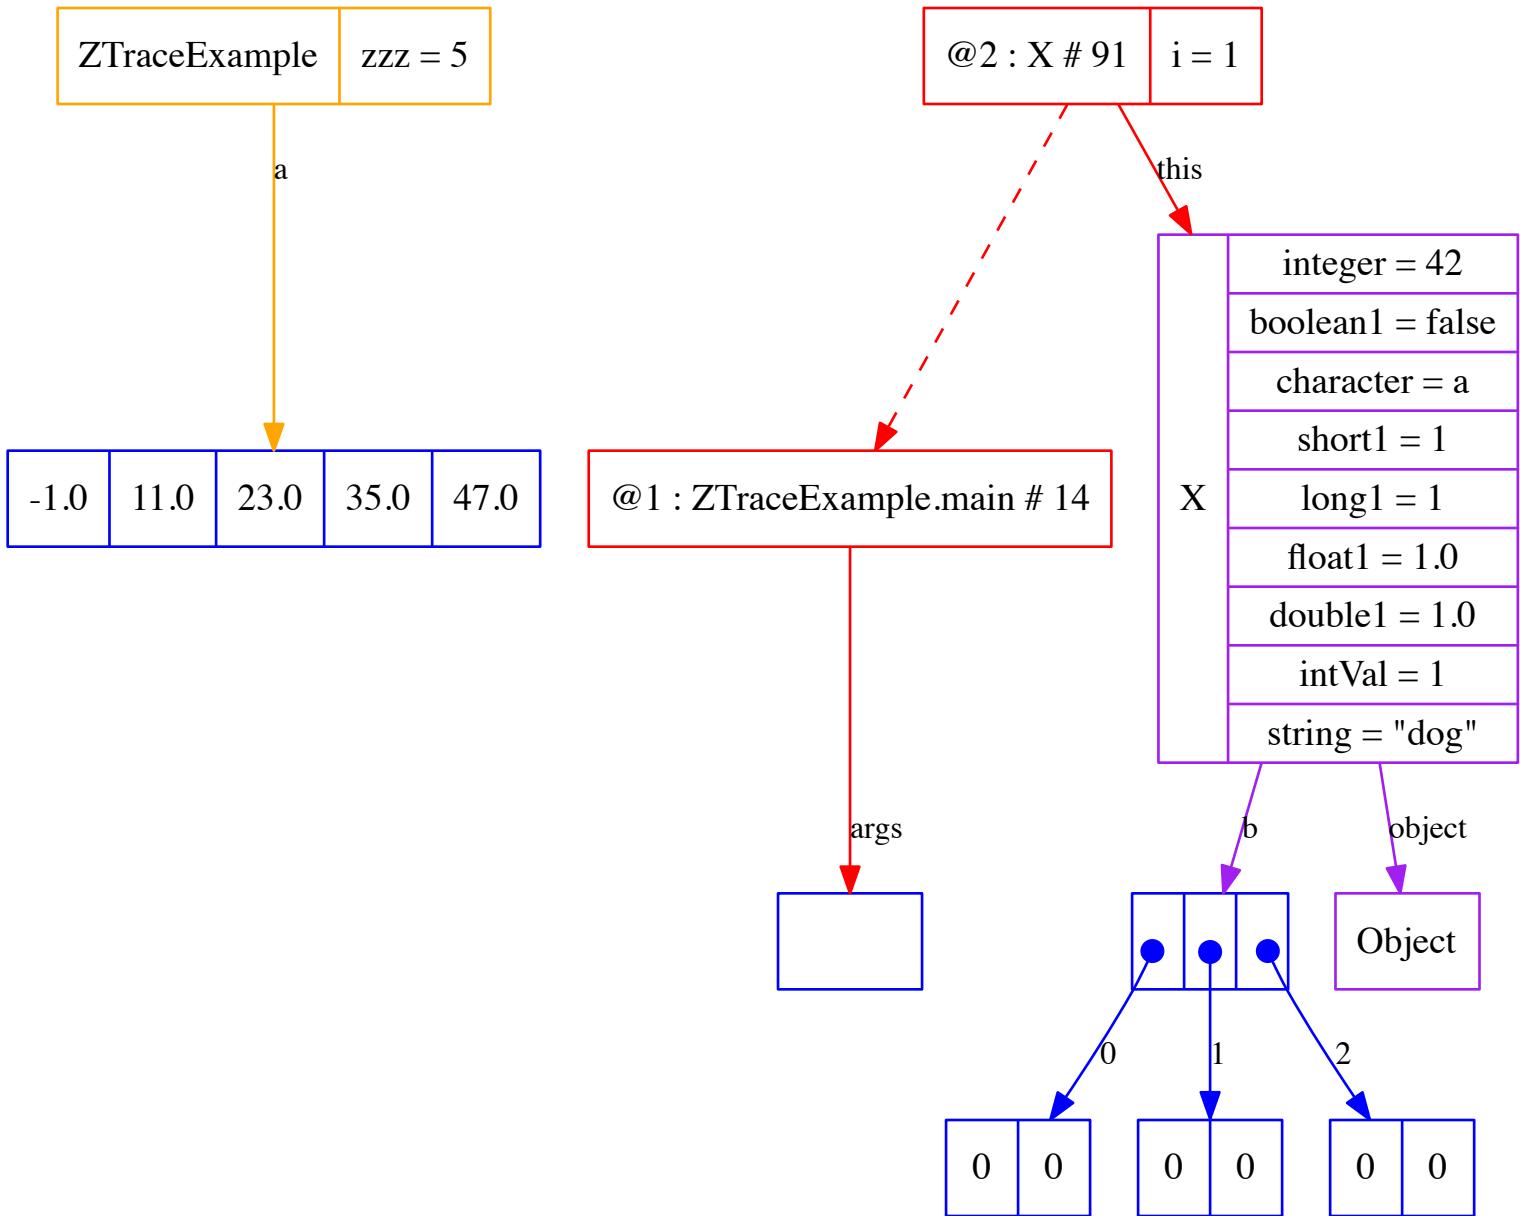 ZTraceExample zzz = 5
@2 : X # 91 i = 1
a
this
integer = 42
boolean1 = false
character = a
short1 = 1
long1 = 1
float1 = 1.0
double1 = 1.0
intVal = 1
string = "dog"
X
-1.0 11.0 23.0 35.0 47.0
@1 : ZTraceExample.main # 14
args
b
object
Object
0
1
2
0 0
0 0
0 0